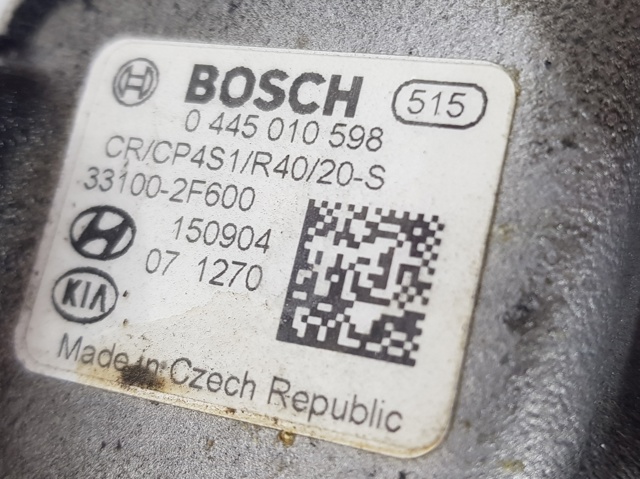 BOSCH 515
0 445 010 598
CR/CP4S1/R40/20-S
33100-2F600
150904
07 1270
KIA
Made in Czech Republic